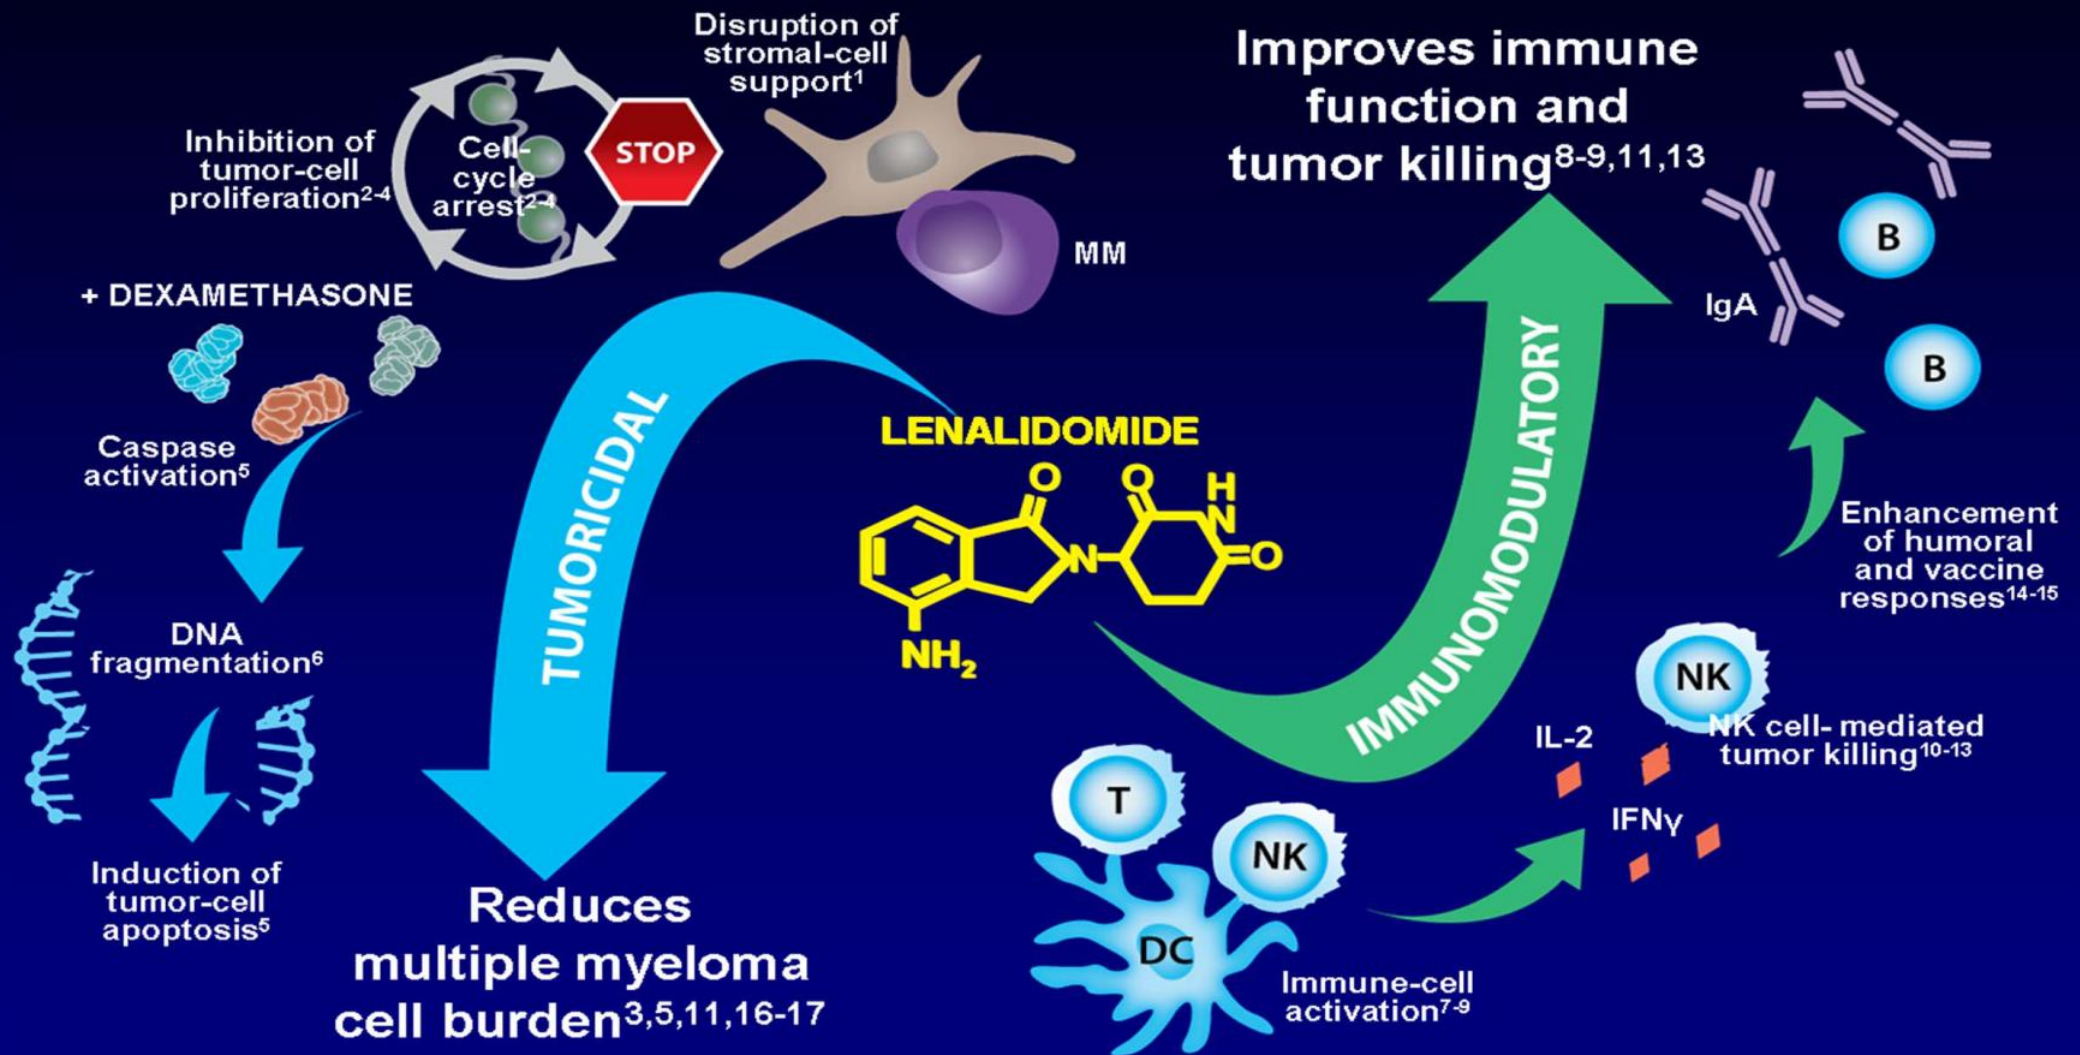 Disruption of
stromal-cell
support¹
Inhibition of
tumor-cell
proliferation²⁻⁴
Cell-
cycle
arrest²⁻⁴
STOP
MM
+ DEXAMETHASONE
Caspase
activation⁵
DNA
fragmentation⁶
Induction of
tumor-cell
apoptosis⁵
TUMORICIDAL
Reduces
multiple myeloma
cell burden³,⁵,¹¹,¹⁶⁻¹⁷
LENALIDOMIDE
O
O
H
N
N
O
NH₂
IMMUNOMODULATORY
Improves immune
function and
tumor killing⁸⁻⁹,¹¹,¹³
IgA
B
B
Enhancement
of humoral
and vaccine
responses¹⁴⁻¹⁵
NK
NK cell- mediated
tumor killing¹⁰⁻¹³
IL-2
IFNγ
T
NK
DC
Immune-cell
activation⁷⁻⁹